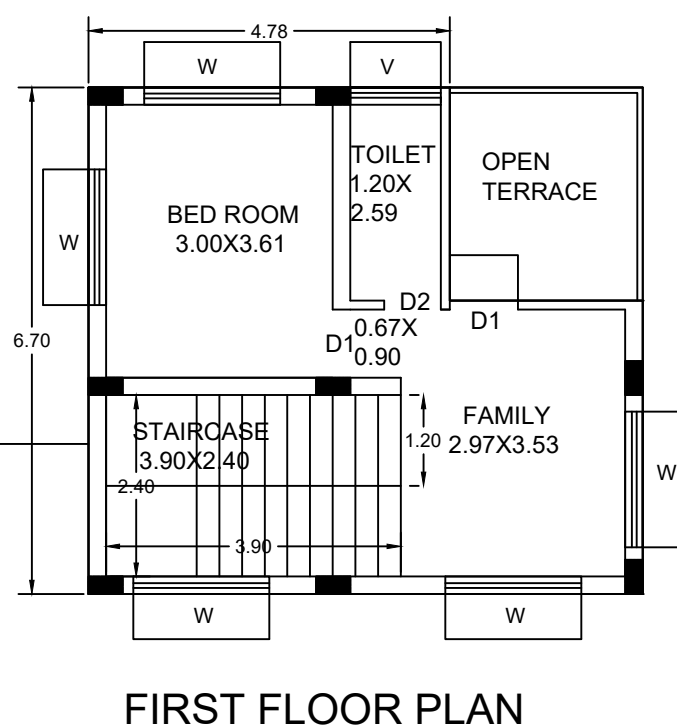 4.78
W
V
TOILET
1.20X
2.59
OPEN
TERRACE
BED ROOM
3.00X3.61
W
6.70
D2
D1
0.67X
0.90
D1
STAIRCASE
3.90X2.40
2.40
1.20
FAMILY
2.97X3.53
W
3.90
W
W
FIRST FLOOR PLAN